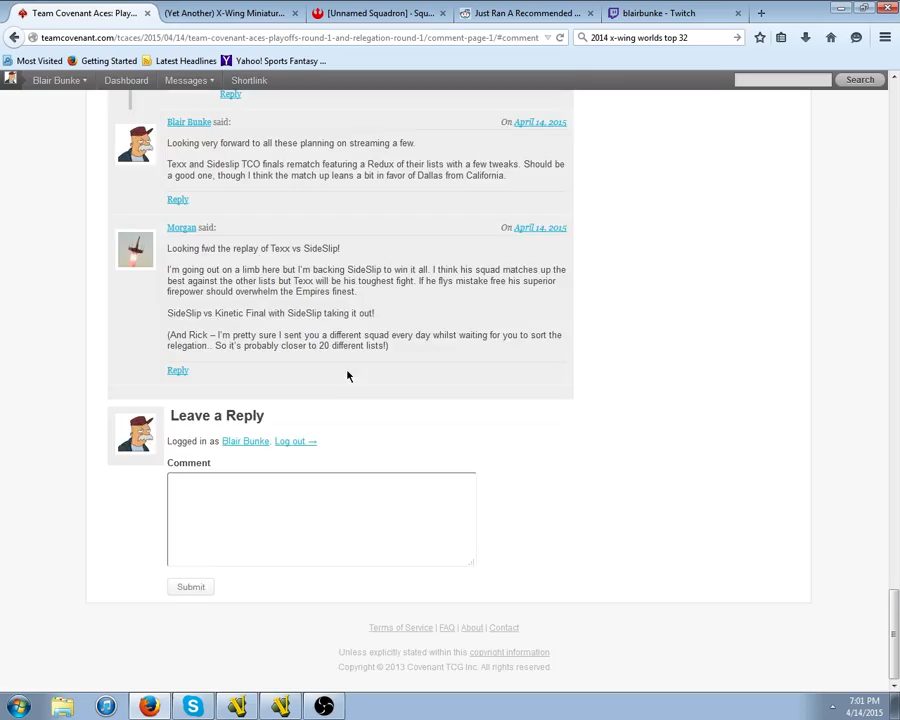 Team Covenant Aces: Playo... × (Yet Another) X-Wing Miniatur... × [Unnamed Squadron] - Squ... × Just Ran A Recommended ... × blairbunke - Twitch × +
teamcovenant.com/tcaces/2015/04/14/team-covenant-aces-playoffs-round-1-and-relegation-round-1/comment-page-1/#comment 2014 x-wing worlds top 32
Most Visited Getting Started Latest Headlines Yahoo! Sports Fantasy ...
Blair Bunke Dashboard Messages Shortlink Search
Reply
Blair Bunke said: On April 14, 2015
Looking very forward to all these planning on streaming a few.
Texx and Sideslip TCO finals rematch featuring a Redux of their lists with a few tweaks. Should
be a good one, though I think the match up leans a bit in favor of Dallas from California.
Reply
Morgan said: On April 14, 2015
Looking fwd the replay of Texx vs SideSlip!
I'm going out on a limb here but I'm backing SideSlip to win it all. I think his squad matches up the
best against the other lists but Texx will be his toughest fight. If he flys mistake free his superior
firepower should overwhelm the Empires finest.
SideSlip vs Kinetic Final with SideSlip taking it out!
(And Rick – I'm pretty sure I sent you a different squad every day whilst waiting for you to sort the
relegation.. So it's probably closer to 20 different lists!)
Reply
Leave a Reply
Logged in as Blair Bunke. Log out →
Comment
Submit
Terms of Service | FAQ | About | Contact
Unless explicitly stated within this copyright information
Copyright © 2013 Covenant TCG Inc. All rights reserved.
7:01 PM
4/14/2015